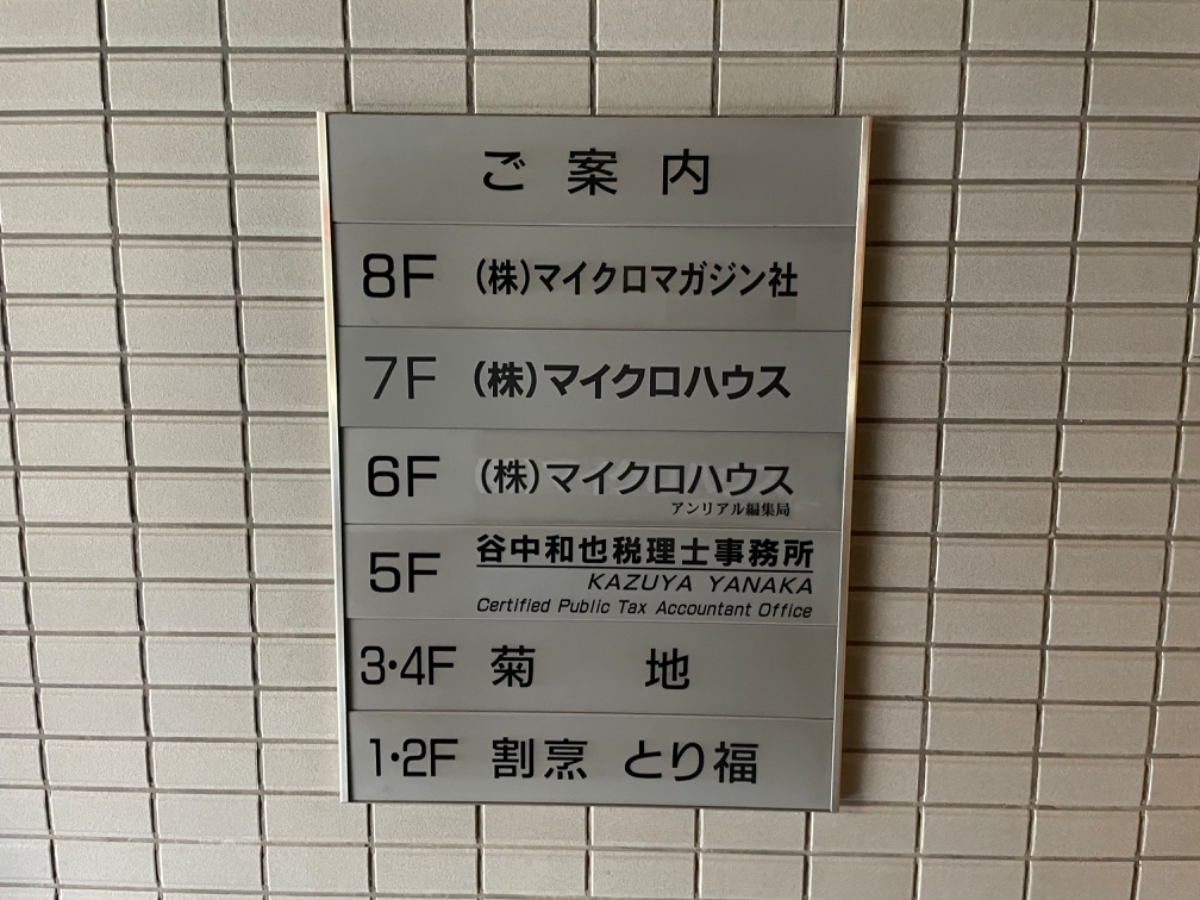 ご案内
8F (株)マイクロマガジン社
7F (株)マイクロハウス
6F (株)マイクロハウス
アンリアル編集局
5F 谷中和也税理士事務所
KAZUYA YANAKA
Certified Public Tax Accountant Office
3・4F 菊 地
1・2F 割烹 とり福